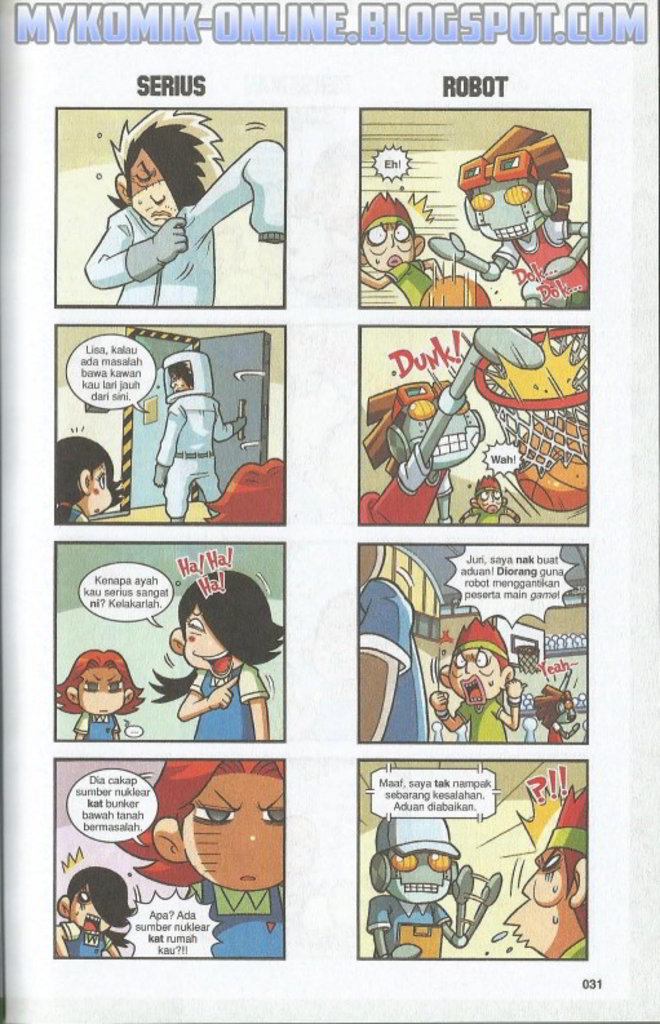 MYKOMIK-ONLINE.BLOGSPOT.COM
SERIUS
Lisa, kalau
ada masalah
bawa kawan
kau lari jauh
dari sini.
Kenapa ayah
kau serius sangat
ni? Kelakarlah.
Ha! Ha!
Ha!
...
Dia cakap
sumber nuklear
kat bunker
bawah tanah
bermasalah.
Apa? Ada
sumber nuklear
kat rumah
kau?!!
ROBOT
Eh!
Dok...
Dok...
DUNK!
Wah!
Juri, saya nak buat
aduan! Diorang guna
robot menggantikan
peserta main game!
Yeah~
Maaf, saya tak nampak
sebarang kesalahan.
Aduan diabaikan.
?!!
031